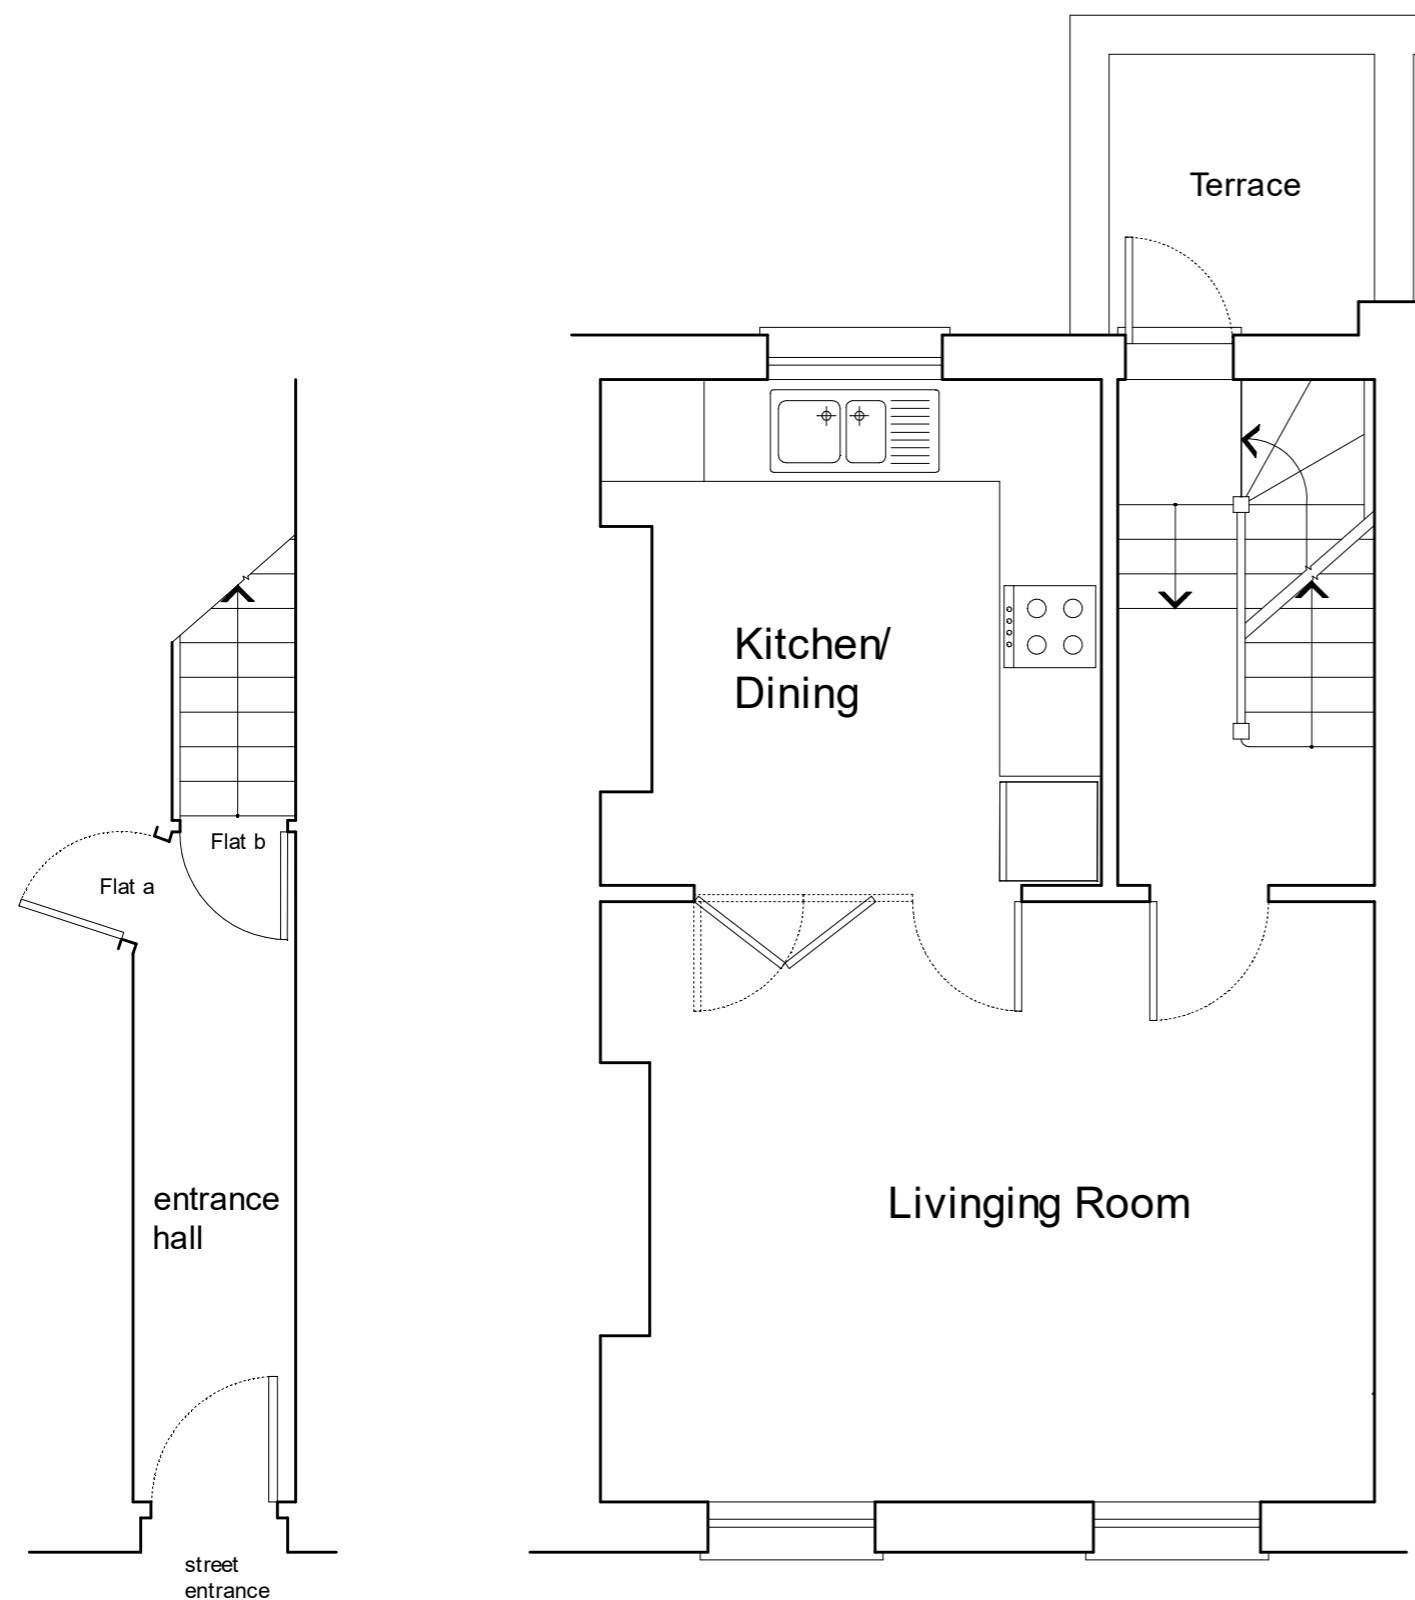 Terrace
Kitchen/
Dining
Flat b
Flat a
entrance
hall
Livinging Room
street
entrance